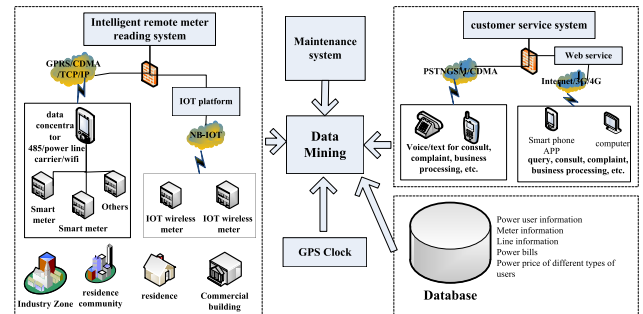 Intelligent remote meter
reading system
GPRS/CDMA
/TCP/IP
IOT platform
NB-IOT
data
concentra
tor
485/power line
carrier/wifi
Smart
meter
Smart meter
Others
IOT wireless
meter
IOT wireless
meter
Industry Zone
residence
community
residence
Commercial
building
Maintenance
system
Data
Mining
GPS Clock
customer service system
Web service
PSTNGSM/CDMA
Internet/3G/4G
Voice/text for consult,
complaint, business
processing, etc.
Smart phone
APP
computer
query, consult, complaint,
business processing, etc.
Database
Power user information
Meter information
Line information
Power bills
Power price of different types of
users